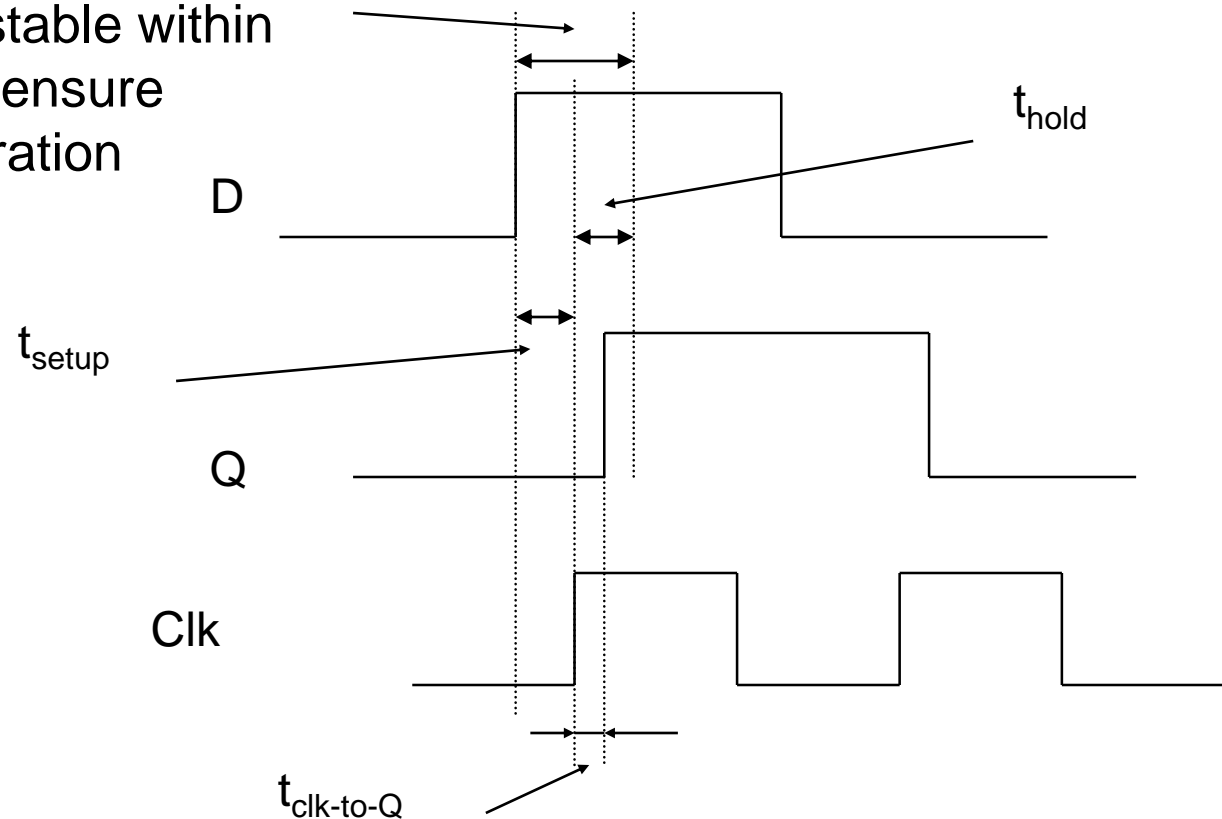 stable within
ensure
ration
t_hold
D
t_setup
Q
Clk
t_clk-to-Q